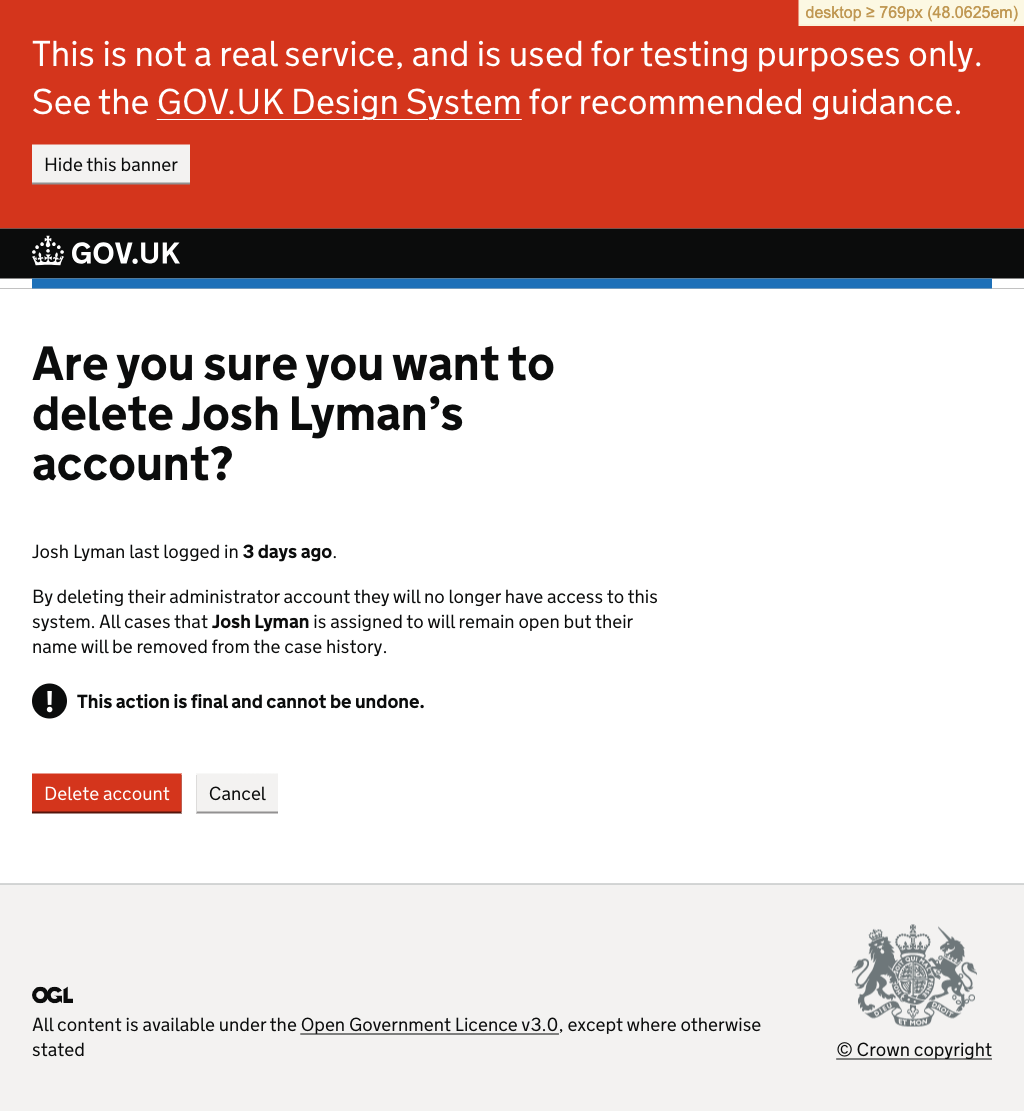 desktop ≥ 769px (48.0625em)
This is not a real service, and is used for testing purposes only.
See the GOV.UK Design System for recommended guidance.
Hide this banner
GOV.UK
Are you sure you want to
delete Josh Lyman’s
account?
Josh Lyman last logged in 3 days ago.
By deleting their administrator account they will no longer have access to this
system. All cases that Josh Lyman is assigned to will remain open but their
name will be removed from the case history.
! This action is final and cannot be undone.
Delete account Cancel
OGL
All content is available under the Open Government Licence v3.0, except where otherwise
stated
© Crown copyright